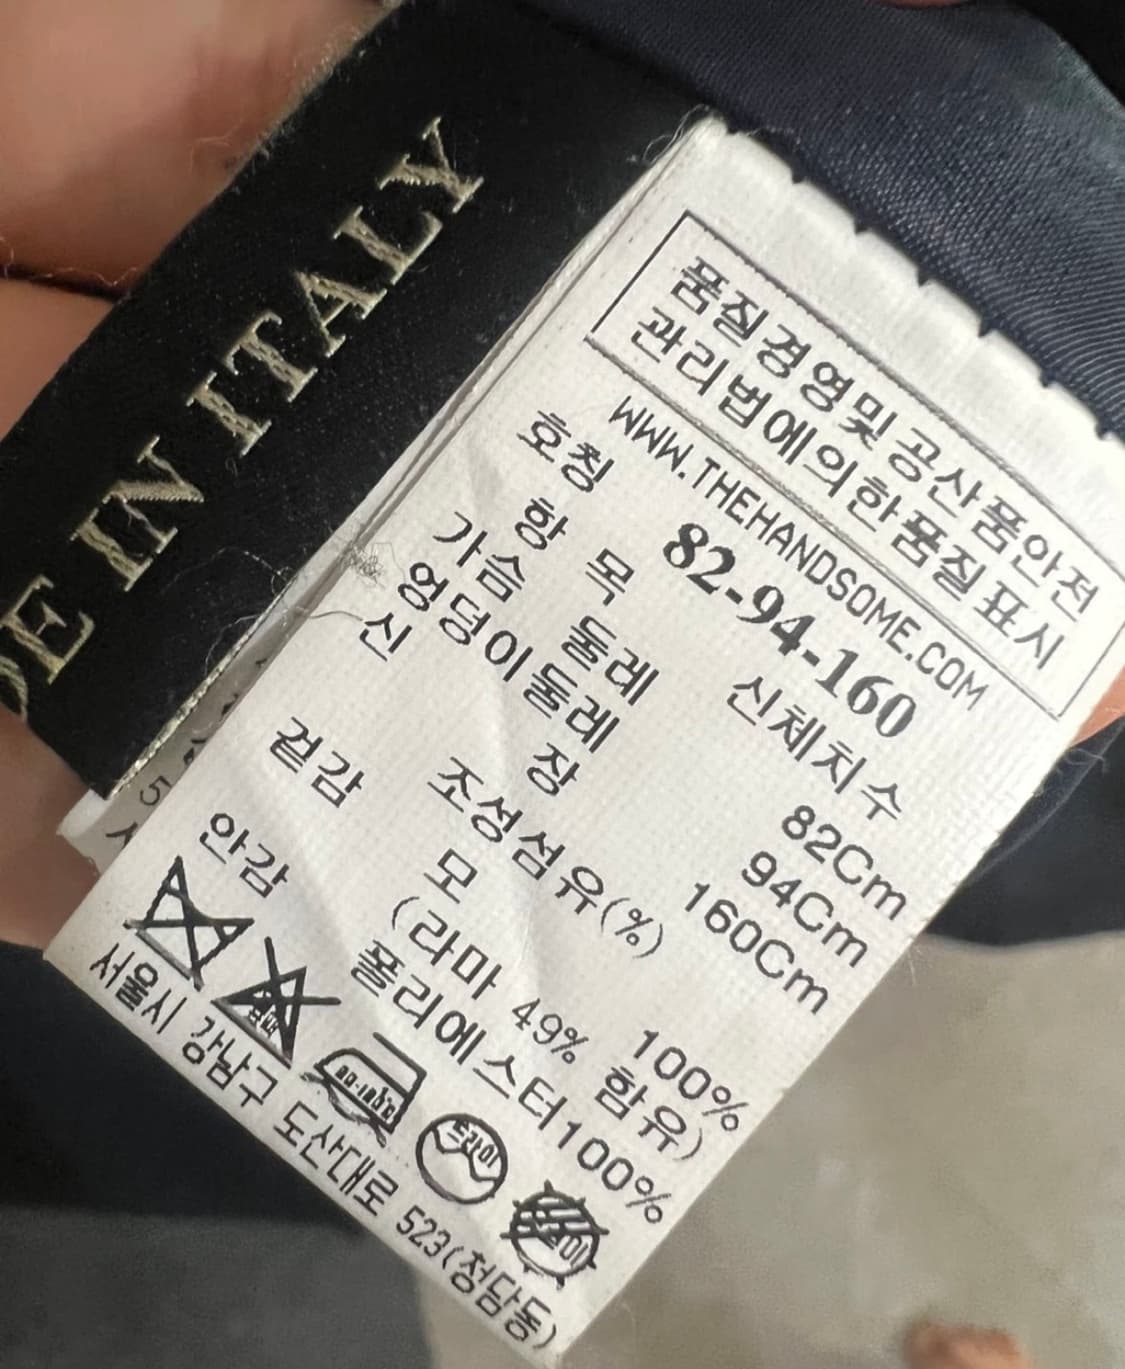 DE IN ITALY
품질경영및 공산품안전
관리법에의한품질표시
WWW.THEHANDSOME.COM
호칭 82-94-160
항 목 신체치수
가슴 둘레 82Cm
엉덩이둘레 94Cm
신 장 160Cm
조성섬유(%)
겉감 모 100%
(라마 49% 함유)
안감 폴리에스터100%
드라이
서울시 강남구 도산대로 523(청담동)
5